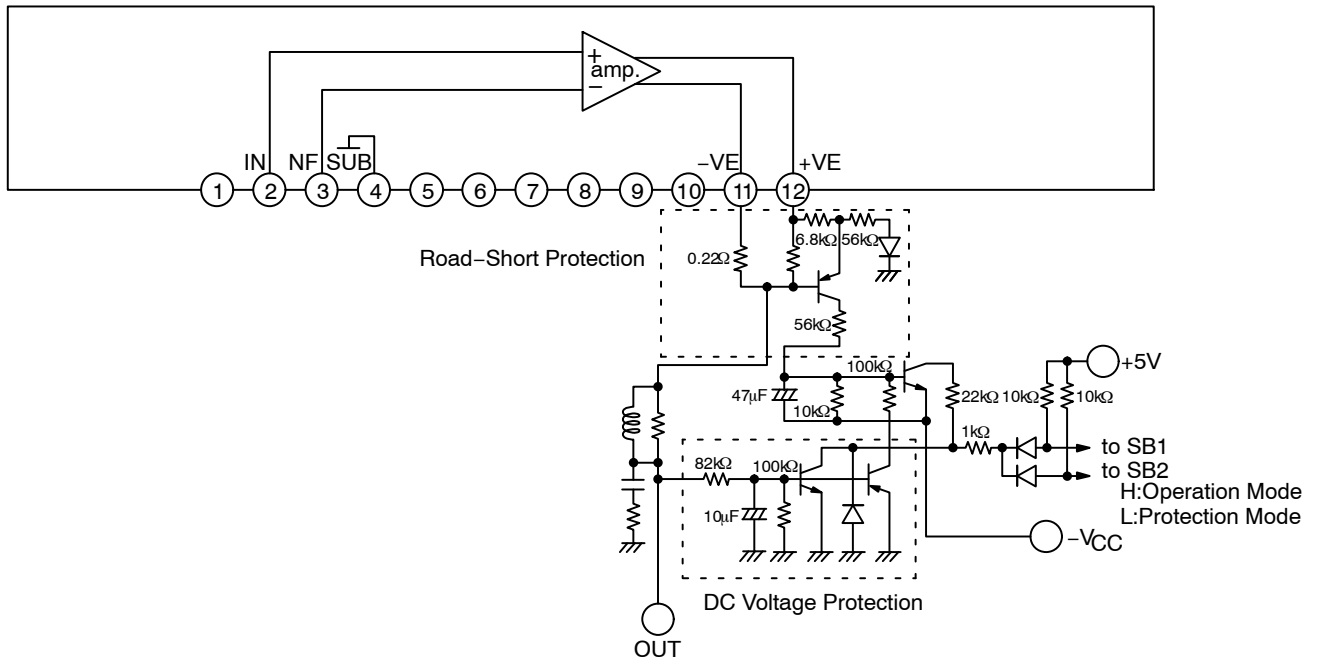 +
amp.
−
IN NF SUB −VE +VE
1 2 3 4 5 6 7 8 9 10 11 12
Road−Short Protection
0.22Ω
6.8kΩ 56kΩ
56kΩ
100kΩ
+5V
47μF
10kΩ
22kΩ 10kΩ 10kΩ
1kΩ
to SB1
82kΩ 100kΩ
to SB2
H:Operation Mode
L:Protection Mode
10μF
−VCC
DC Voltage Protection
OUT